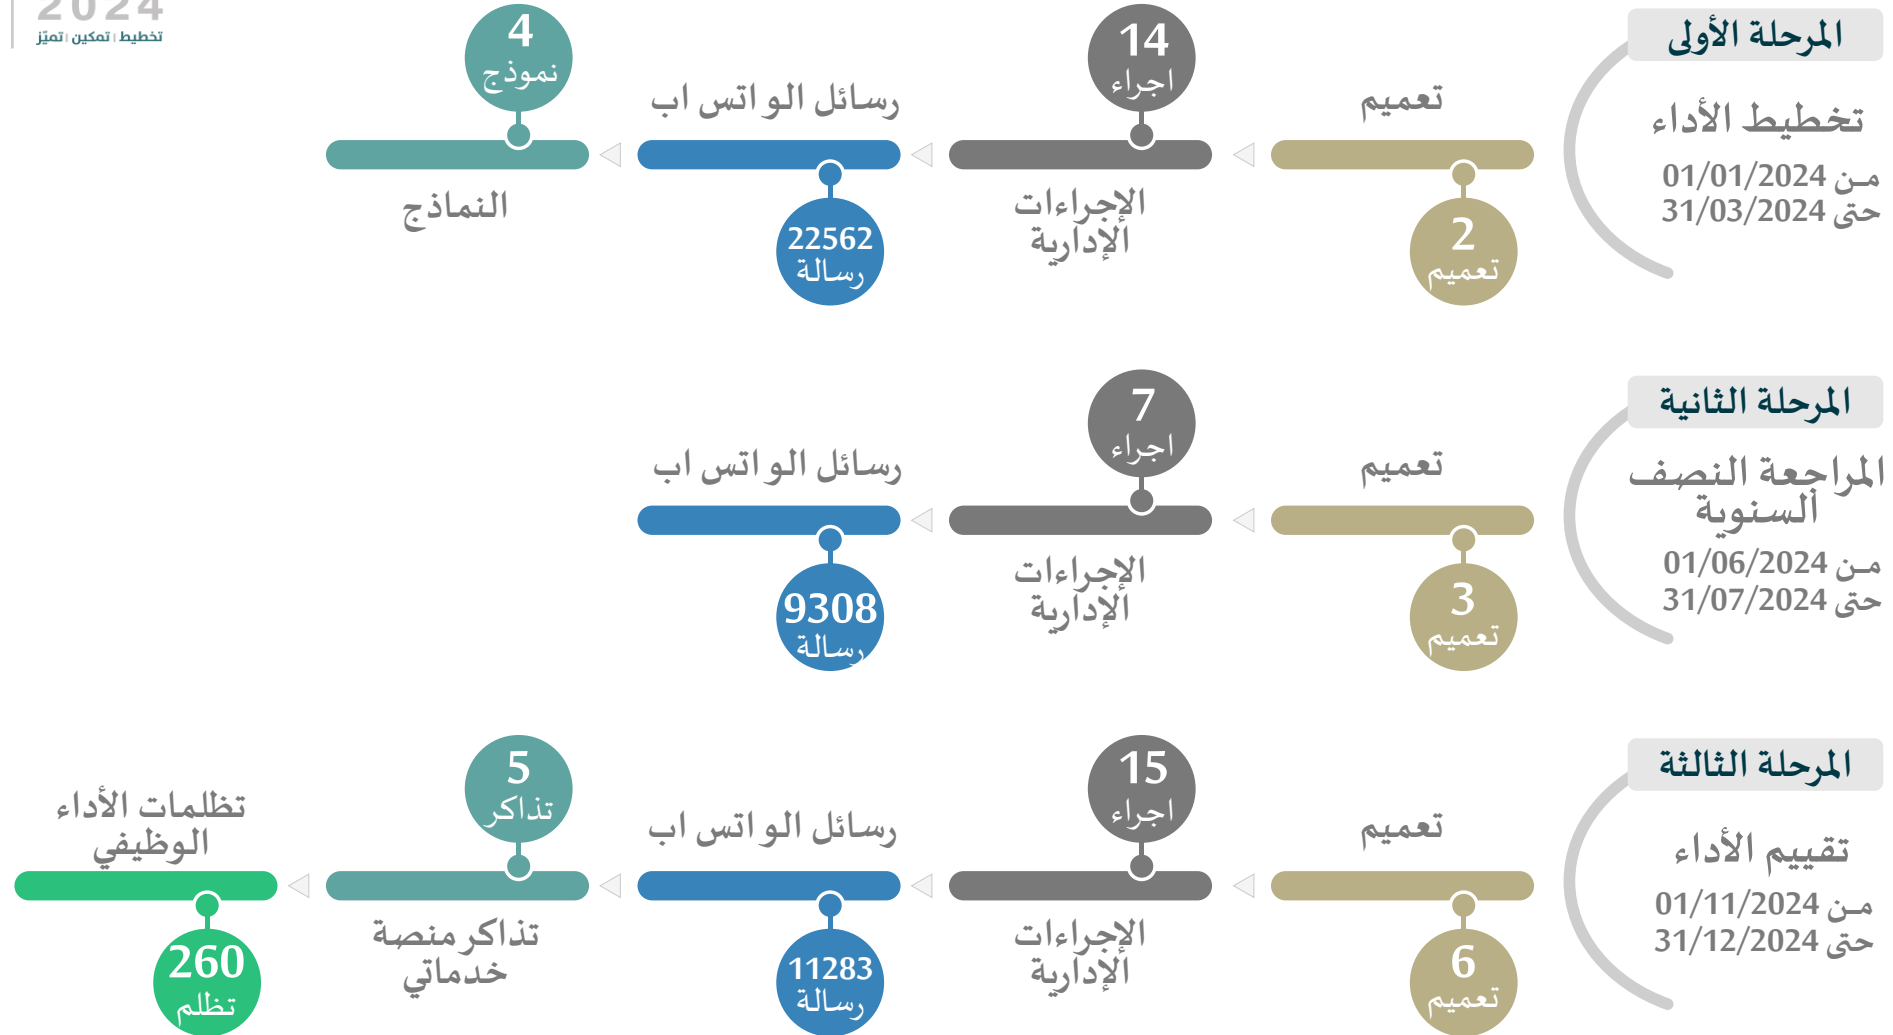 2024
تخطيط | تمكين | تميّز
المرحلة الأولى
تخطيط الأداء
من 01/01/2024
حتى 31/03/2024
تعميم
2
تعميم
14
اجراء
الإجراءات
الإدارية
رسائل الواتس اب
22562
رسالة
4
نموذج
النماذج
المرحلة الثانية
المراجعة النصف
السنوية
من 01/06/2024
حتى 31/07/2024
تعميم
3
تعميم
7
اجراء
الإجراءات
الإدارية
رسائل الواتس اب
9308
رسالة
المرحلة الثالثة
تقييم الأداء
من 01/11/2024
حتى 31/12/2024
تعميم
6
تعميم
15
اجراء
الإجراءات
الإدارية
رسائل الواتس اب
11283
رسالة
5
تذاكر
تذاكر منصة
خدماتي
تظلمات الأداء
الوظيفي
260
تظلم